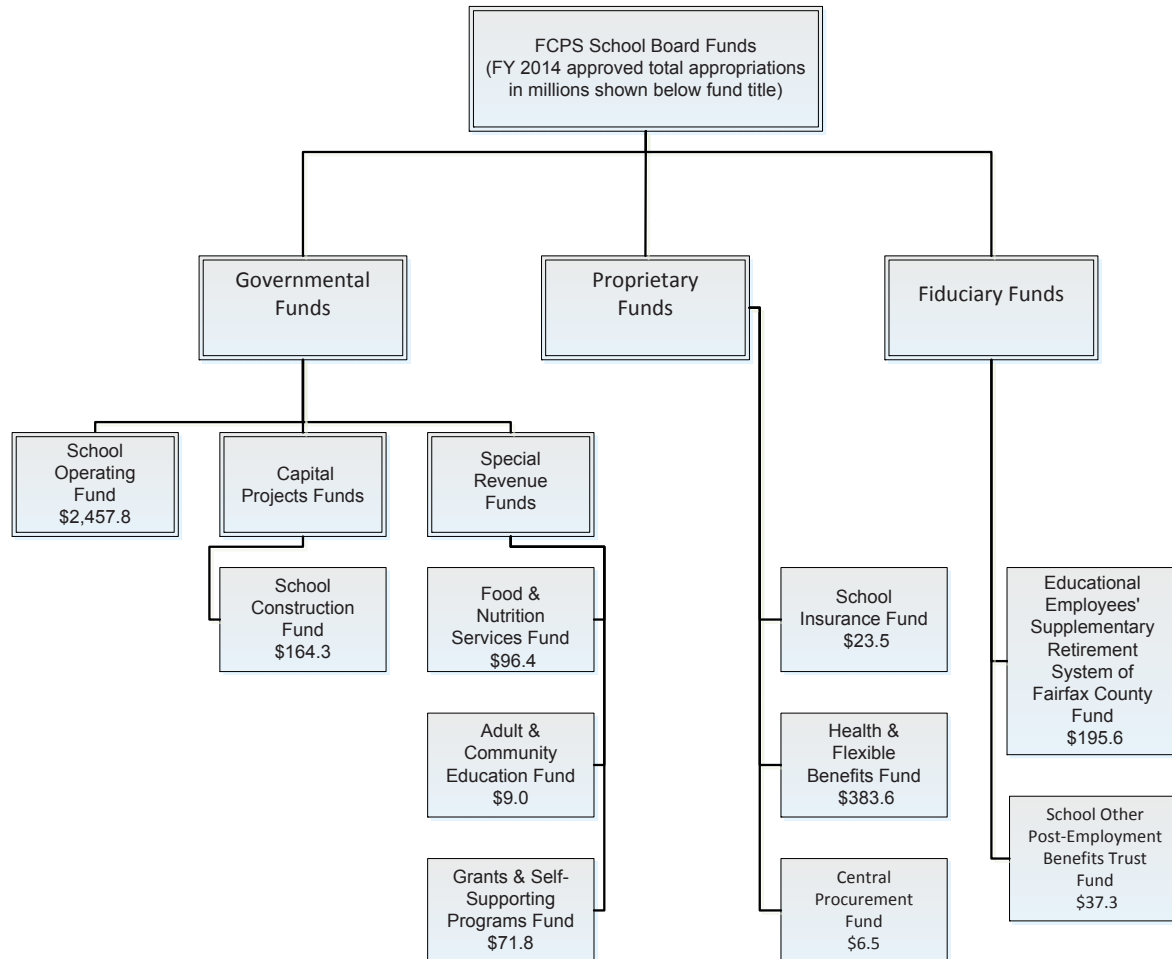 FCPS School Board Funds
(FY 2014 approved total appropriations
in millions shown below fund title)
Governmental
Funds
Proprietary
Funds
Fiduciary Funds
School
Operating
Fund
$2,457.8
Capital
Projects Funds
Special
Revenue
Funds
School
Construction
Fund
$164.3
Food &
Nutrition
Services Fund
$96.4
Adult &
Community
Education Fund
$9.0
Grants & Self-
Supporting
Programs Fund
$71.8
School
Insurance Fund
$23.5
Health &
Flexible
Benefits Fund
$383.6
Central
Procurement
Fund
$6.5
Educational
Employees'
Supplementary
Retirement
System of
Fairfax County
Fund
$195.6
School Other
Post-Employment
Benefits Trust
Fund
$37.3